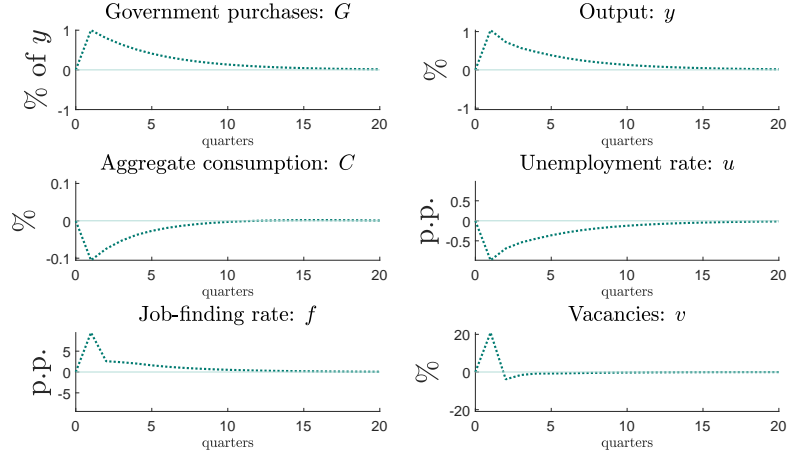 Government purchases: G
% of y
1
0
-1
0 5 10 15 20
quarters
Output: y
%
1
0
-1
0 5 10 15 20
quarters
Aggregate consumption: C
%
0.1
0
-0.1
0 5 10 15 20
quarters
Unemployment rate: u
p.p.
0.5
0
-0.5
0 5 10 15 20
quarters
Job-finding rate: f
p.p.
5
0
-5
0 5 10 15 20
quarters
Vacancies: v
%
20
0
-20
0 5 10 15 20
quarters